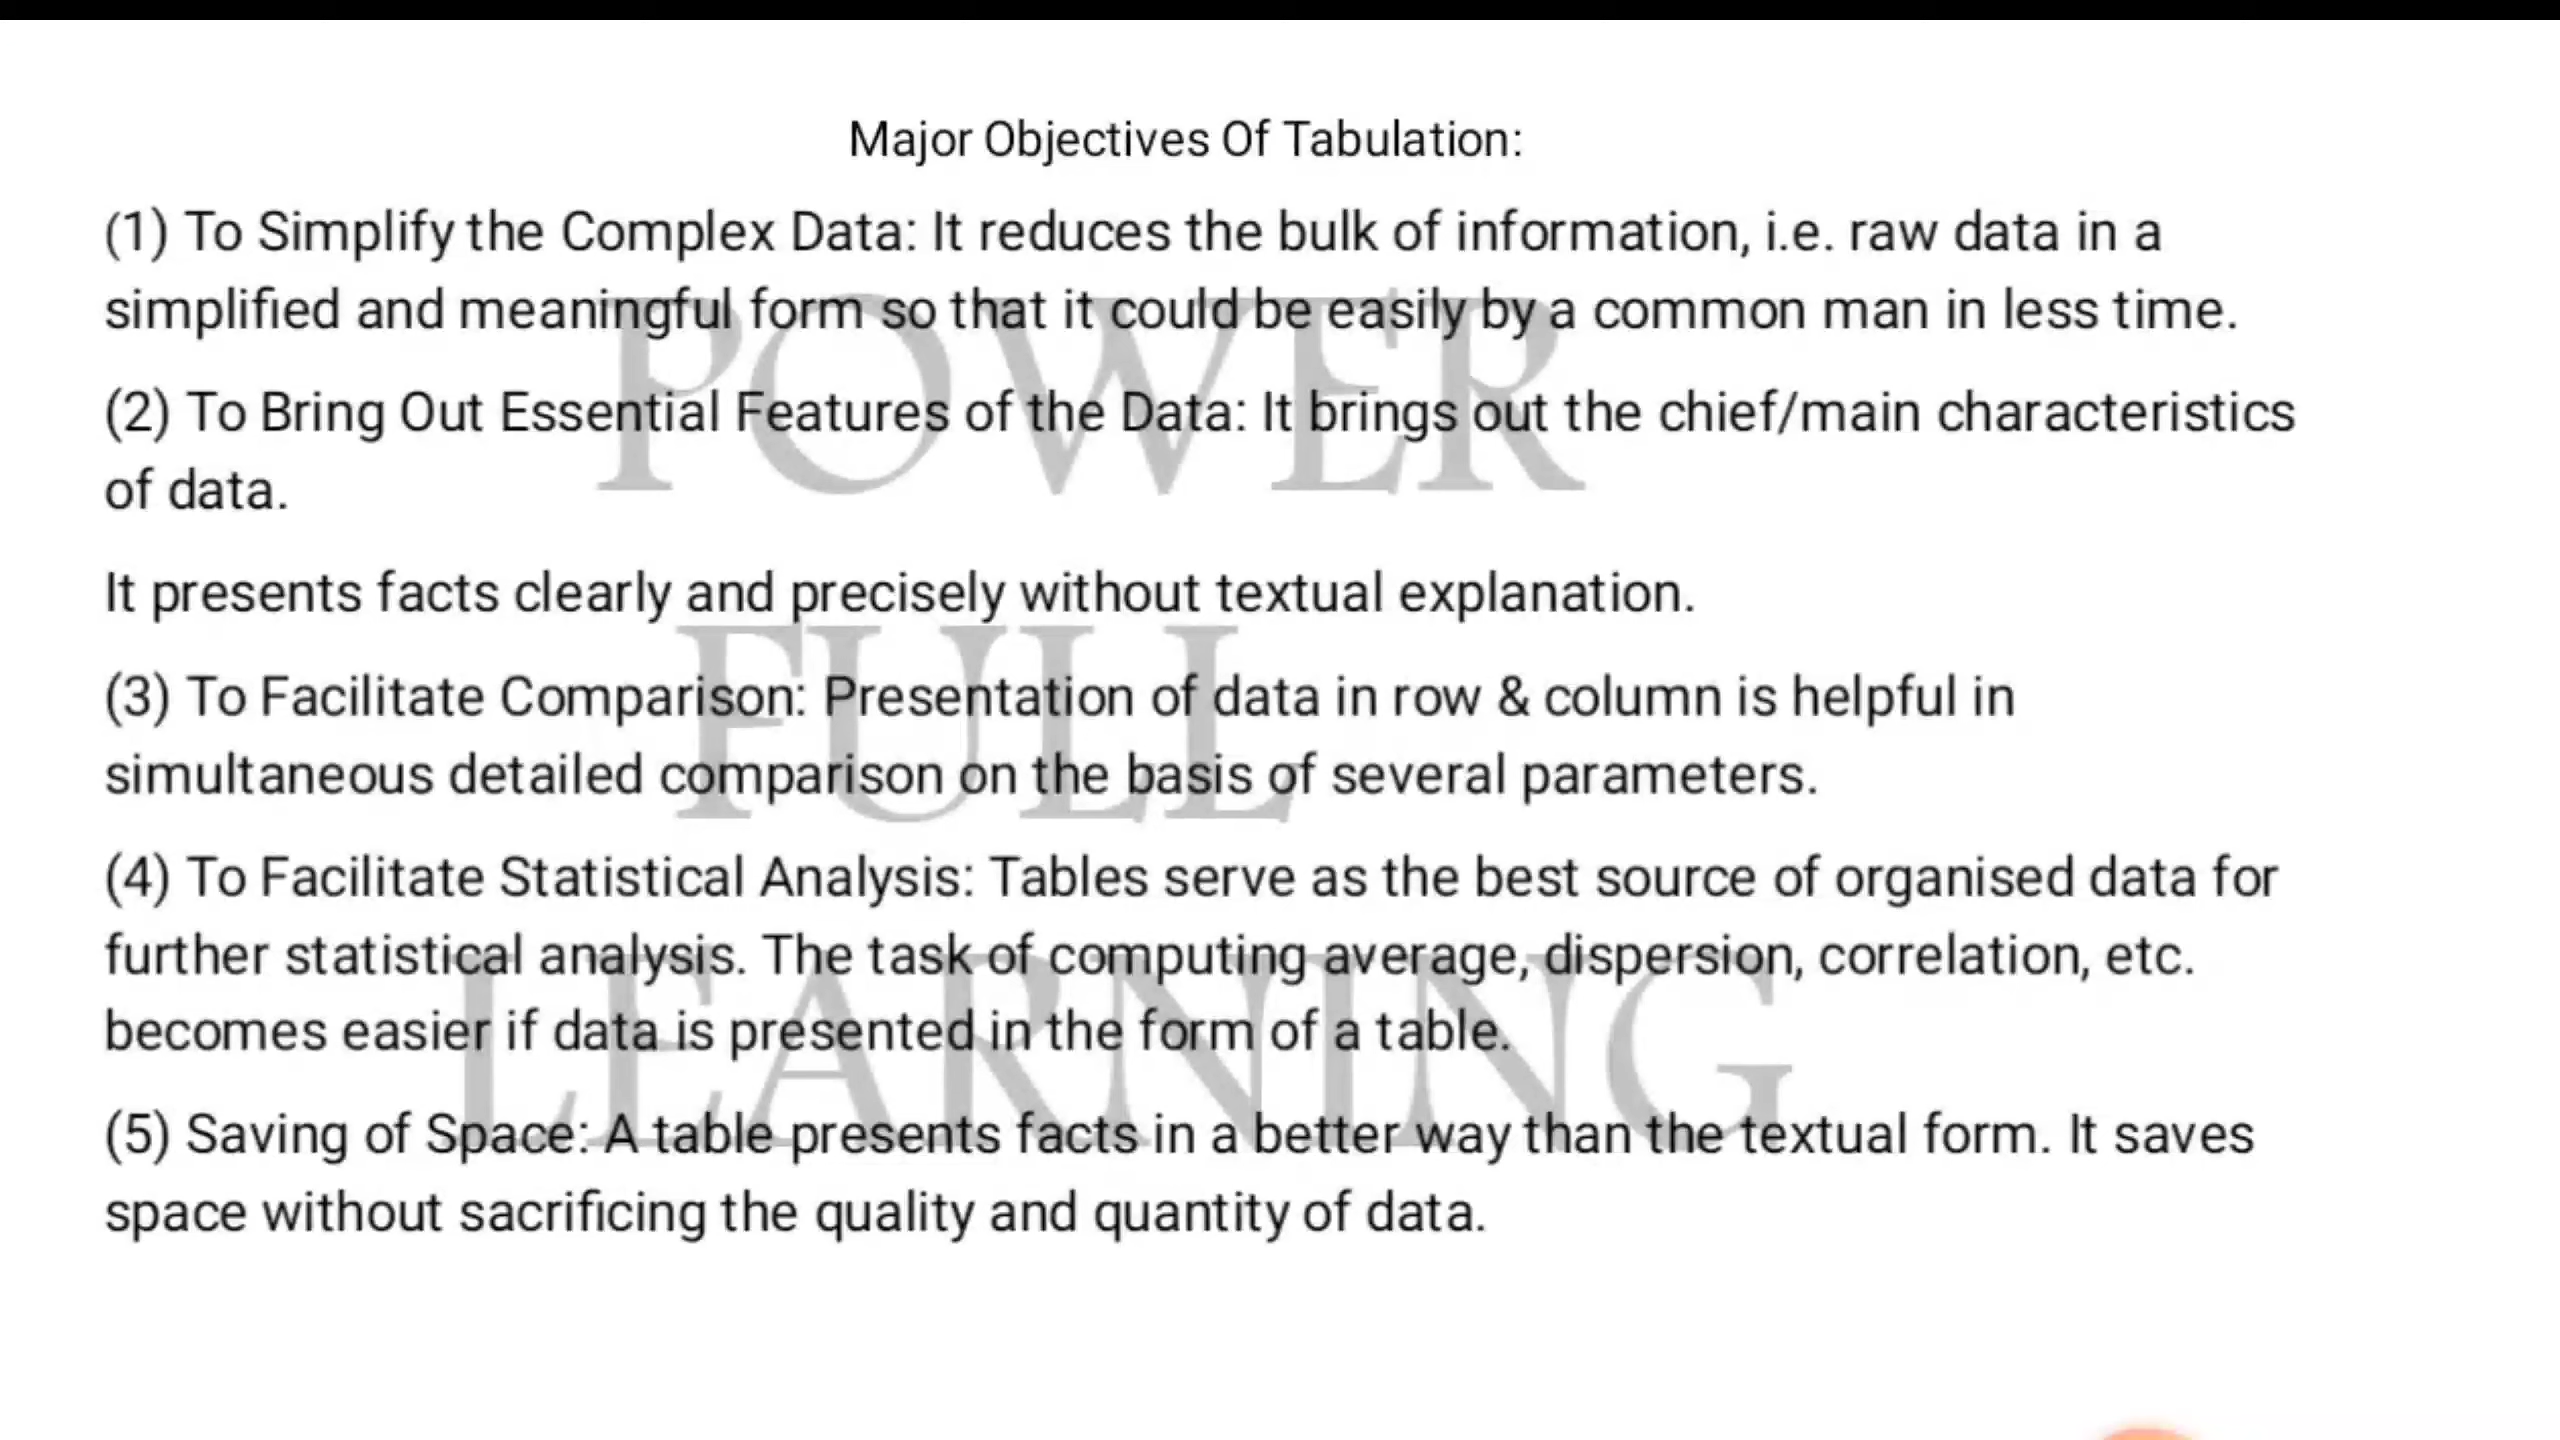 Major Objectives Of Tabulation:
(1) To Simplify the Complex Data: It reduces the bulk of information, i.e. raw data in a
simplified and meaningful form so that it could be easily by a common man in less time.
(2) To Bring Out Essential Features of the Data: It brings out the chief/main characteristics
of data.
It presents facts clearly and precisely without textual explanation.
(3) To Facilitate Comparison: Presentation of data in row & column is helpful in
simultaneous detailed comparison on the basis of several parameters.
(4) To Facilitate Statistical Analysis: Tables serve as the best source of organised data for
further statistical analysis. The task of computing average, dispersion, correlation, etc.
becomes easier if data is presented in the form of a table.
(5) Saving of Space: A table presents facts in a better way than the textual form. It saves
space without sacrificing the quality and quantity of data.
POWER
FULL
LEARNING